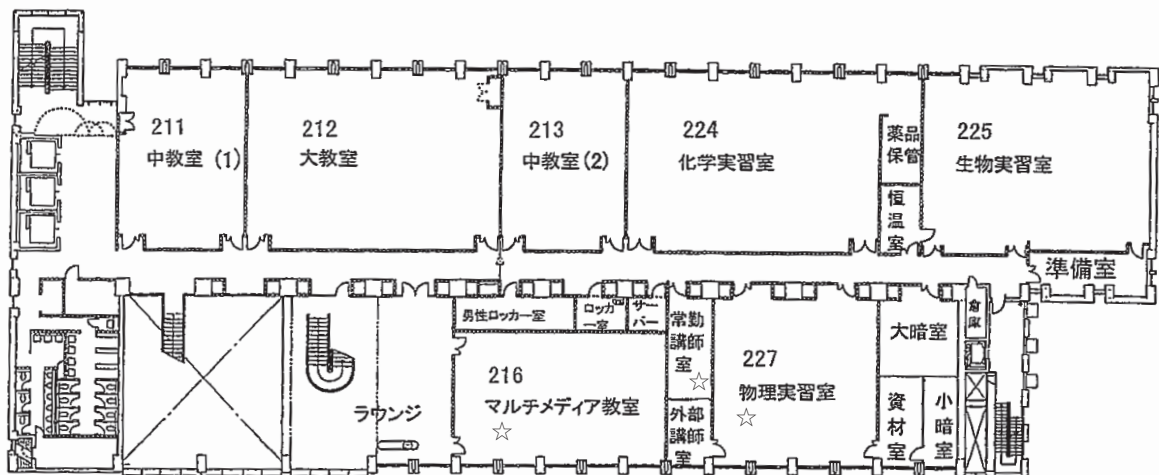 211
中教室 (1)
212
大教室
213
中教室(2)
224
化学実習室
薬品
保管
恒
温
室
225
生物実習室
準備室
男性ロッカー室
ロッカ
ー室
サー
バー
常勤
講師
室
☆
倉
庫
大暗室
216
マルチメディア教室
☆
227
物理実習室
☆
ラウンジ
外部
講師
室
資
材
室
小
暗
室